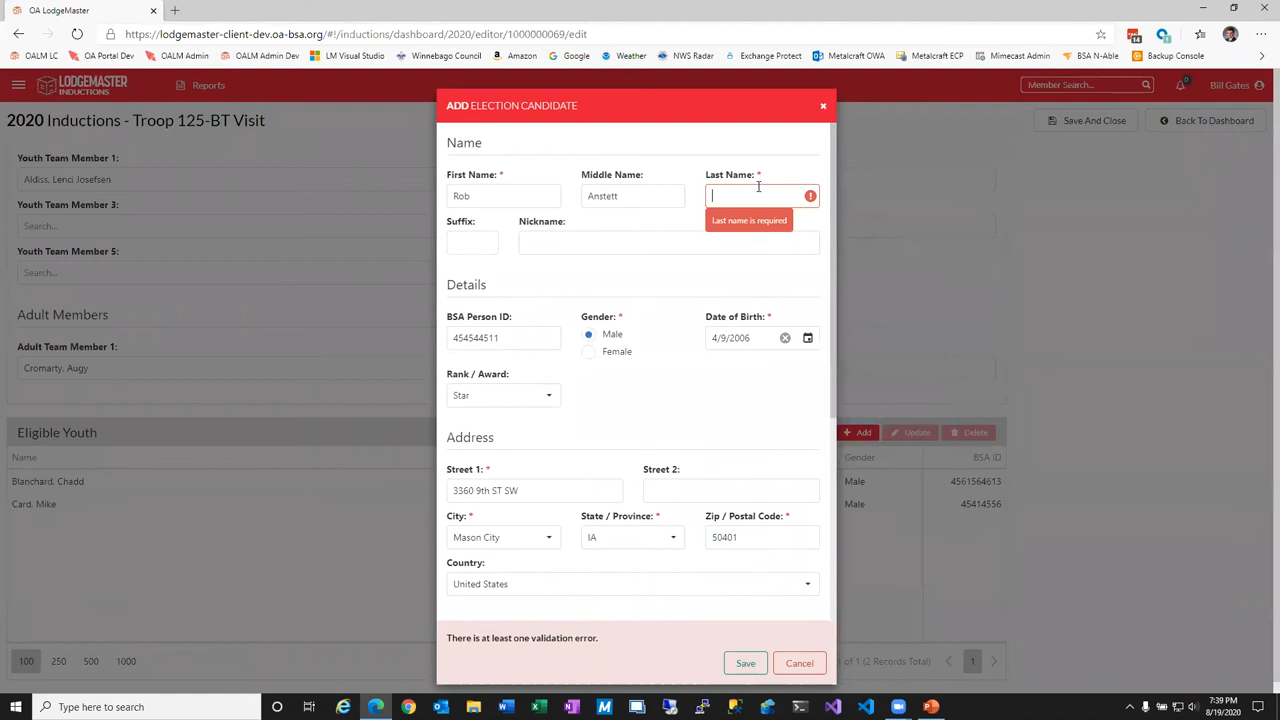 OA LodgeMaster
https://lodgemaster-client-dev.oa-bsa.org/#!/inductions/dashboard/2020/editor/1000000069/edit
14
OALM Inductions Dev
OA Portal Dev
OALM Admin Dev
LM Visual Studio
Winnebago Council
Amazon
Google
Weather
NWS Radar
Exchange Protect
Metalcraft OWA
Metalcraft ECP
Mimecast Admin
BSA N-Able
Backup Console
LODGEMASTER
INDUCTIONS
Reports
Member Search...
0
Bill Gates
2020 Inductions - Troop 125-BT Visit
Save And Close
Back To Dashboard
Youth Team Member 1:
Aldiss, Lenci Josefsen
Youth Team Member 3:
Search...
Youth Team Member 5:
Search...
Adult Members
Adult Team Member 1:
Cromarty, Augy
Eligible Youth
Add
Update
Delete
Name
Gender
BSA ID
Blanchard, Chadd
Male
4561564613
Card, Mike
Male
45414556
100
250
500
1000
of 1 (2 Records Total)
1
ADD ELECTION CANDIDATE
Name
First Name: *
Middle Name:
Last Name: *
Rob
Anstett
Last name is required
Suffix:
Nickname:
Details
BSA Person ID:
Gender: *
Date of Birth: *
454544511
Male
Female
4/9/2006
Rank / Award:
Star
Address
Street 1: *
Street 2:
3360 9th ST SW
City: *
State / Province: *
Zip / Postal Code: *
Mason City
IA
50401
Country:
United States
There is at least one validation error.
Save
Cancel
Type here to search
7:39 PM
8/19/2020